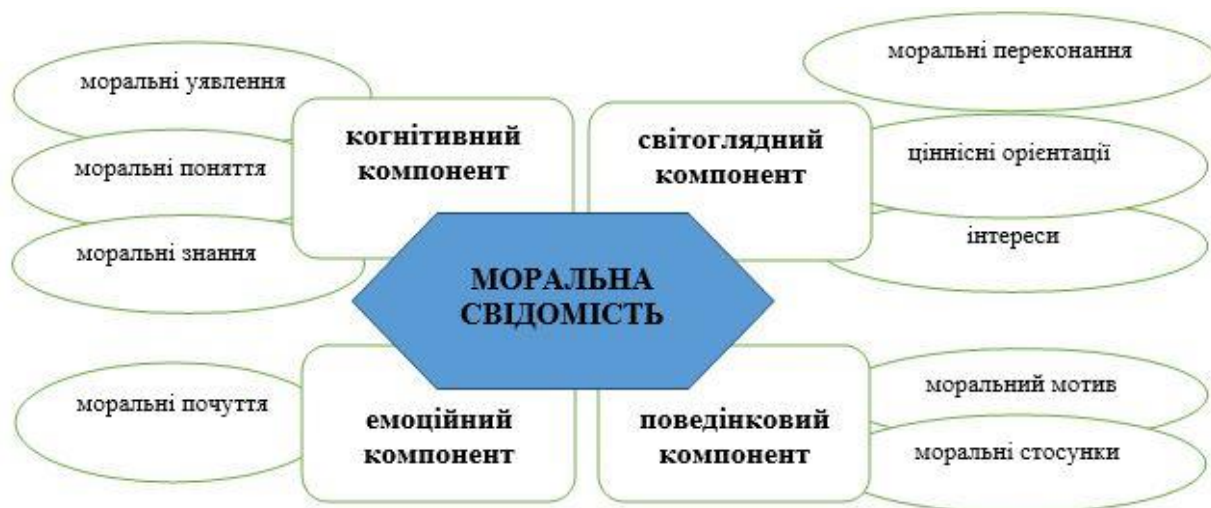 моральні уявлення
моральні поняття
моральні знання
когнітивний
компонент
світоглядний
компонент
моральні переконання
ціннісні орієнтації
інтереси
МОРАЛЬНА
СВІДОМІСТЬ
моральні почуття
емоційний
компонент
поведінковий
компонент
моральний мотив
моральні стосунки